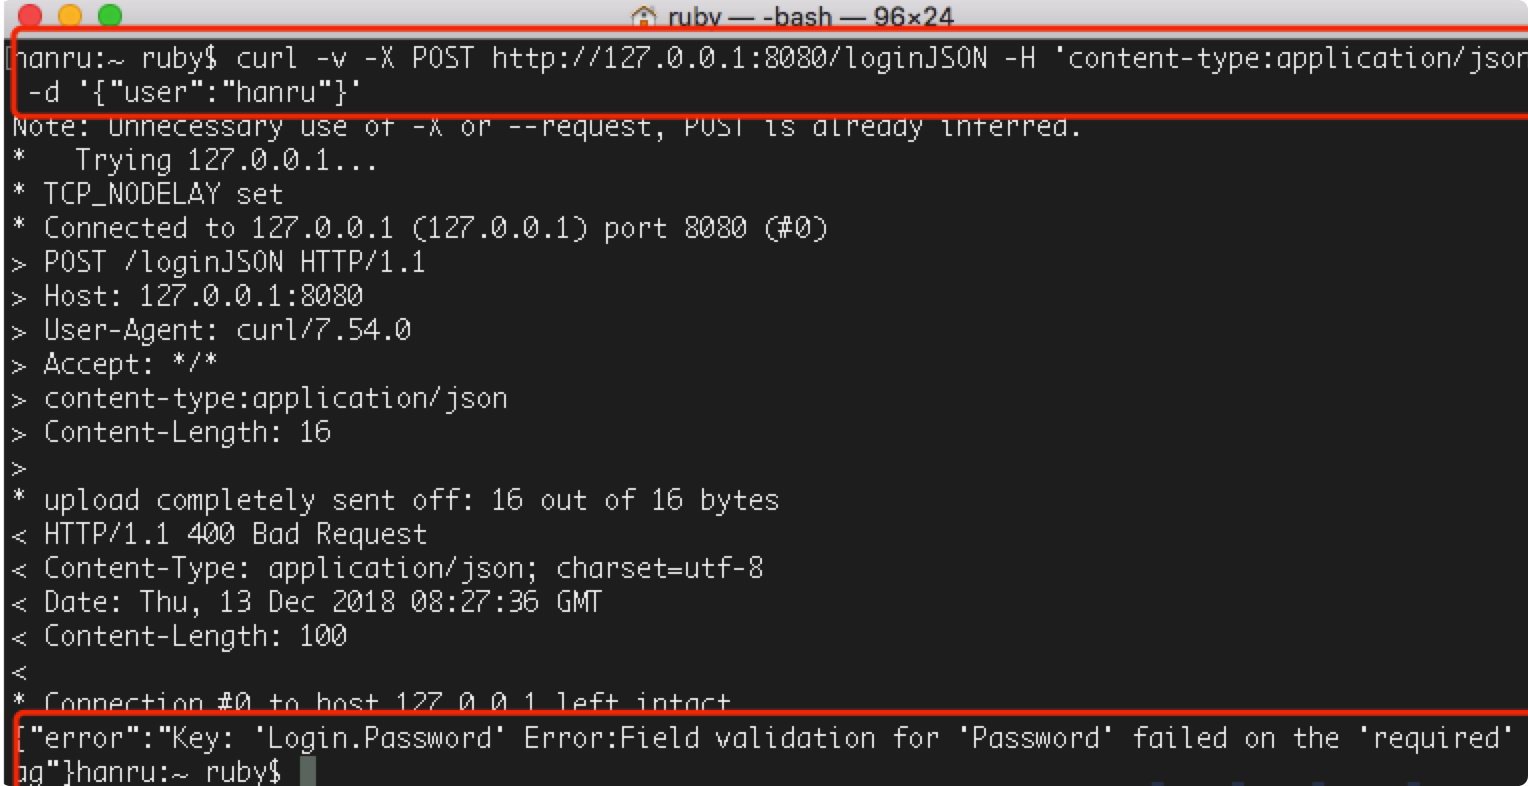 ruby — -bash — 96×24
hanru:~ ruby$ curl -v -X POST http://127.0.0.1:8080/loginJSON -H 'content-type:application/json
-d '{"user":"hanru"}'
Note: Unnecessary use of -X or --request, POST is already inferred.
*   Trying 127.0.0.1...
* TCP_NODELAY set
* Connected to 127.0.0.1 (127.0.0.1) port 8080 (#0)
> POST /loginJSON HTTP/1.1
> Host: 127.0.0.1:8080
> User-Agent: curl/7.54.0
> Accept: */*
> content-type:application/json
> Content-Length: 16
>
* upload completely sent off: 16 out of 16 bytes
< HTTP/1.1 400 Bad Request
< Content-Type: application/json; charset=utf-8
< Date: Thu, 13 Dec 2018 08:27:36 GMT
< Content-Length: 100
<
* Connection #0 to host 127.0.0.1 left intact
{"error":"Key: 'Login.Password' Error:Field validation for 'Password' failed on the 'required'
ag"}hanru:~ ruby$